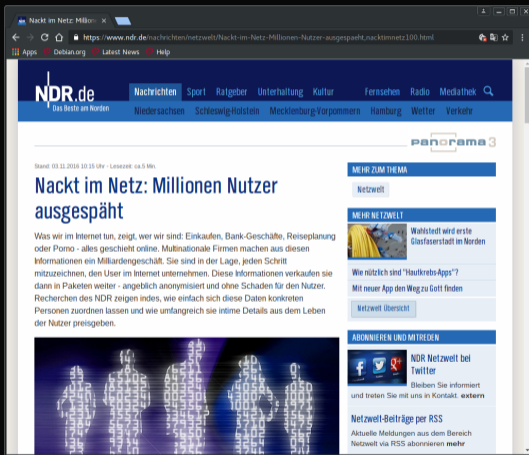 Nackt im Netz: Million
https://www.ndr.de/nachrichten/netzwelt/Nackt-im-Netz-Millionen-Nutzer-ausgespaeht,nacktimnetz100.html
Apps Debian.org Latest News Help
NDR.de
Das Beste am Norden
Nachrichten Sport Ratgeber Unterhaltung Kultur Fernsehen Radio Mediathek
Niedersachsen Schleswig-Holstein Mecklenburg-Vorpommern Hamburg Wetter Verkehr
panorama 3
Stand: 03.11.2016 10:15 Uhr - Lesezeit: ca.5 Min.
Nackt im Netz: Millionen Nutzer
ausgespäht
Was wir im Internet tun, zeigt, wer wir sind: Einkaufen, Bank-Geschäfte, Reiseplanung
oder Porno - alles geschieht online. Multinationale Firmen machen aus diesen
Informationen ein Milliardengeschäft. Sie sind in der Lage, jeden Schritt
mitzuzeichnen, den User im Internet unternehmen. Diese Informationen verkaufen sie
dann in Paketen weiter - angeblich anonymisiert und ohne Schaden für den Nutzer.
Recherchen des NDR zeigen indes, wie einfach sich diese Daten konkreten
Personen zuordnen lassen und wie umfangreich sie intime Details aus dem Leben
der Nutzer preisgeben.
MEHR ZUM THEMA
Netzwelt
MEHR NETZWELT
Wahlstedt wird erste
Glasfaserstadt im Norden
Wie nützlich sind "Hautkrebs-Apps"?
Mit neuer App den Weg zu Gott finden
Netzwelt Übersicht
ABONNIEREN UND MITREDEN
NDR Netzwelt bei
Twitter
Bleiben Sie informiert
und treten Sie mit uns in Kontakt. extern
Netzwelt-Beiträge per RSS
Aktuelle Meldungen aus dem Bereich
Netzwelt via RSS abonnieren mehr